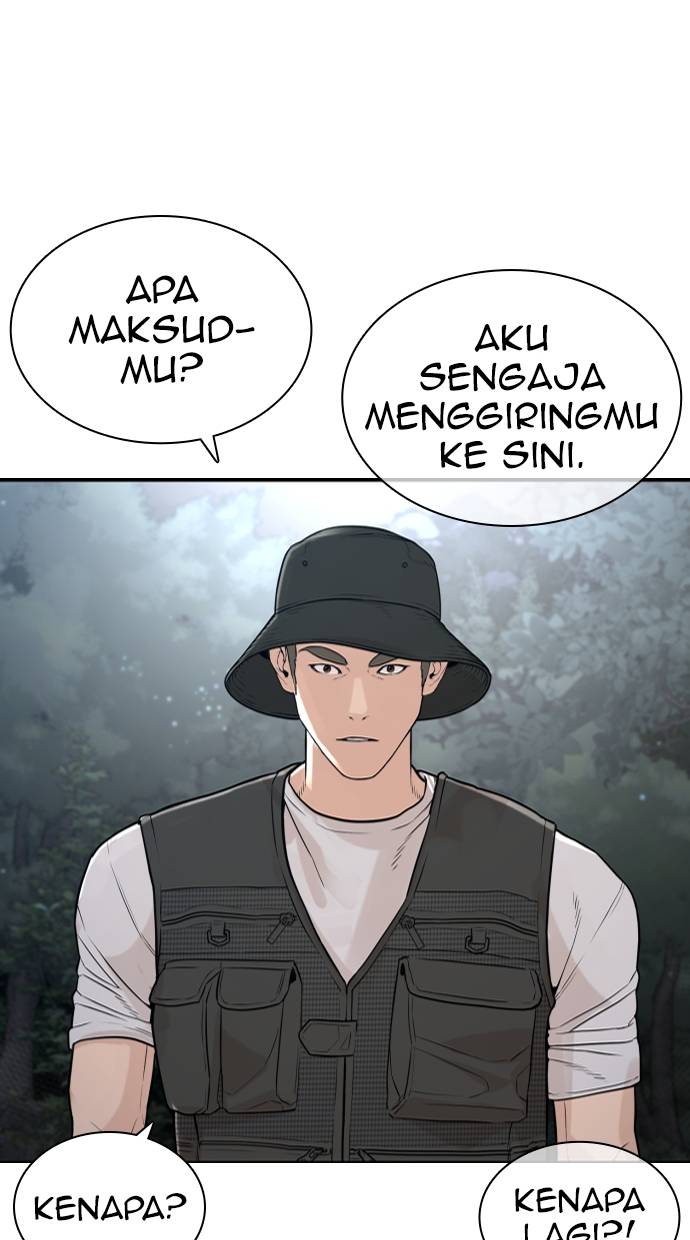 APA
MAKSUD-
MU?
AKU
SENGAJA
MENGGIRINGMU
KE SINI.
KENAPA?
KENAPA
LAGI?!